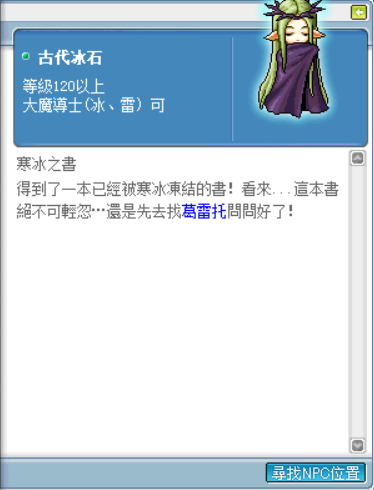 古代冰石
等級120以上
大魔導士(冰、雷) 可
寒冰之書
得到了一本已經被寒冰凍結的書! 看來...這本書
絕不可輕忽…還是先去找葛雷托問問好了!
尋找NPC位置